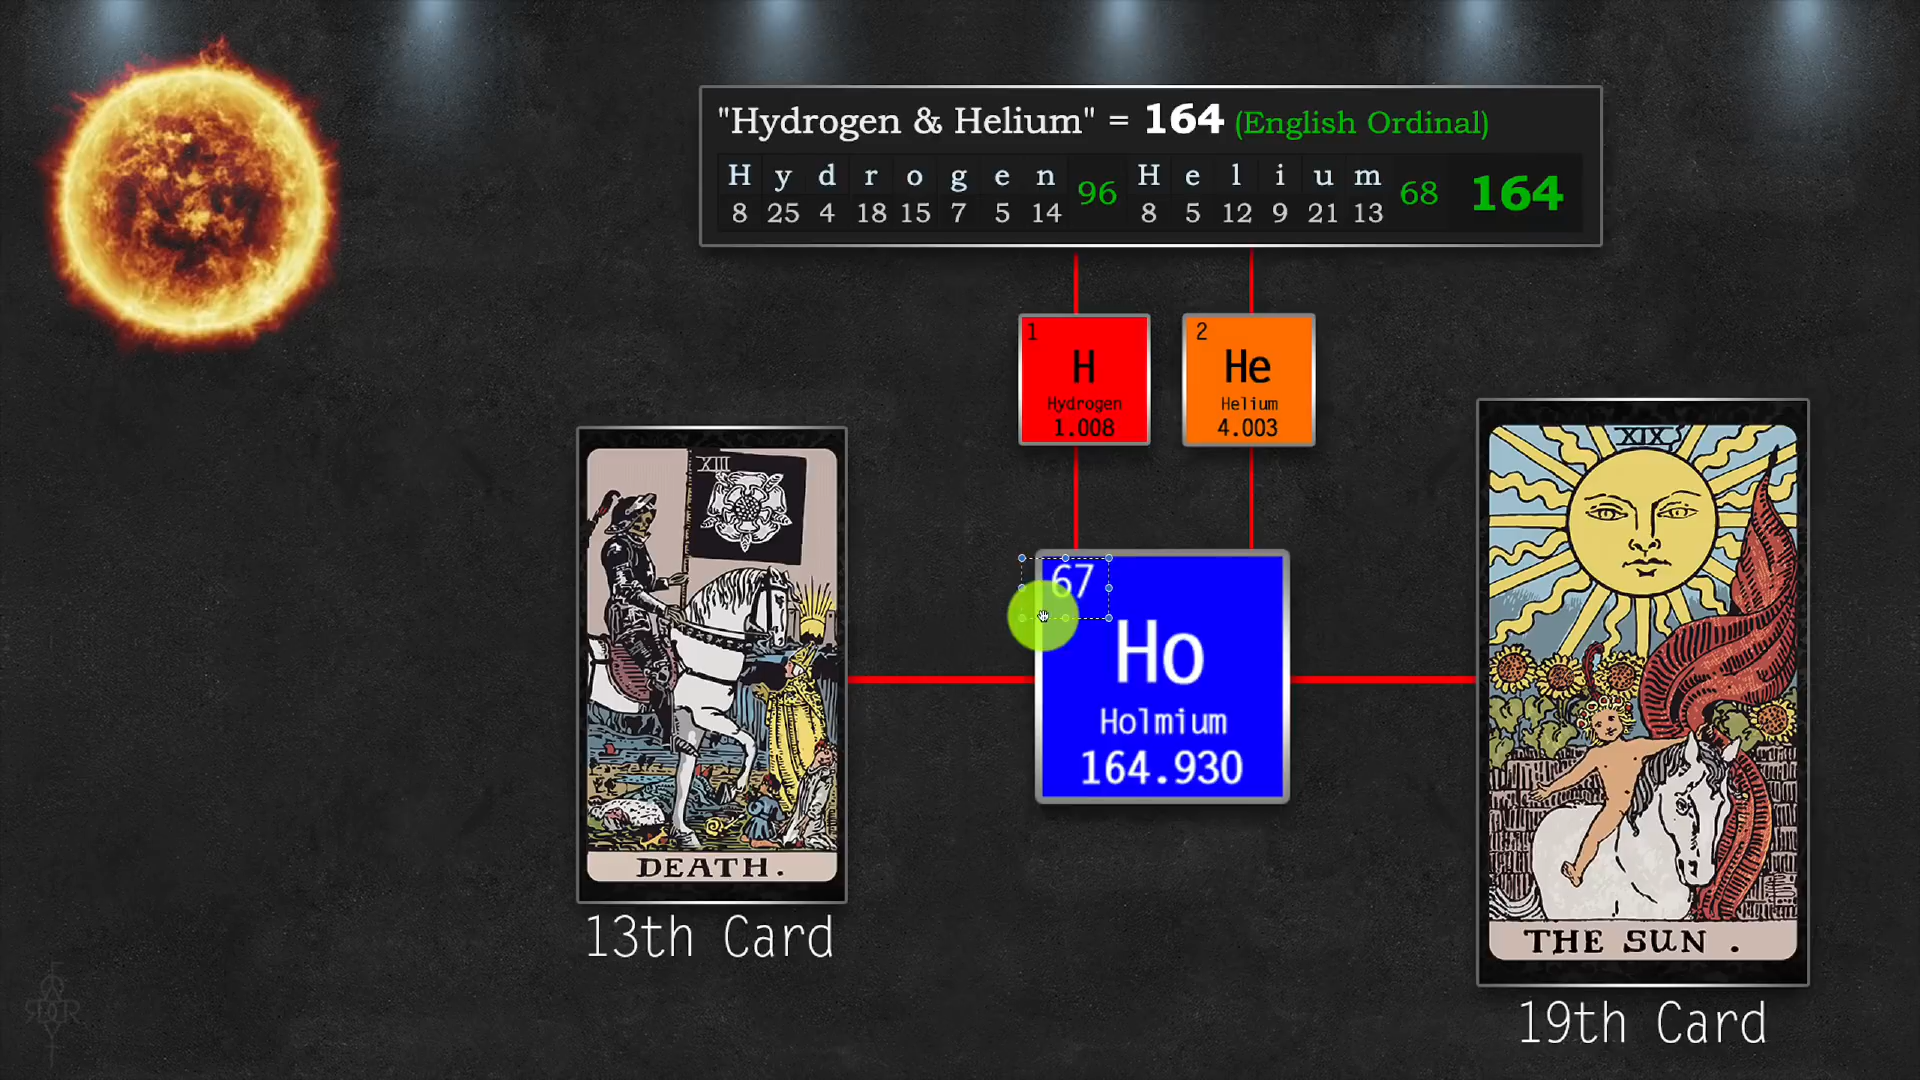 "Hydrogen & Helium" = 164 (English Ordinal)
H y d r o g e n 96 H e l i u m 68 164
8 25 4 18 15 7 5 14 8 5 12 9 21 13
1
H
Hydrogen
1.008
2
He
Helium
4.003
XIII
DEATH.
13th Card
67
Ho
Holmium
164.930
XIX
THE SUN .
19th Card